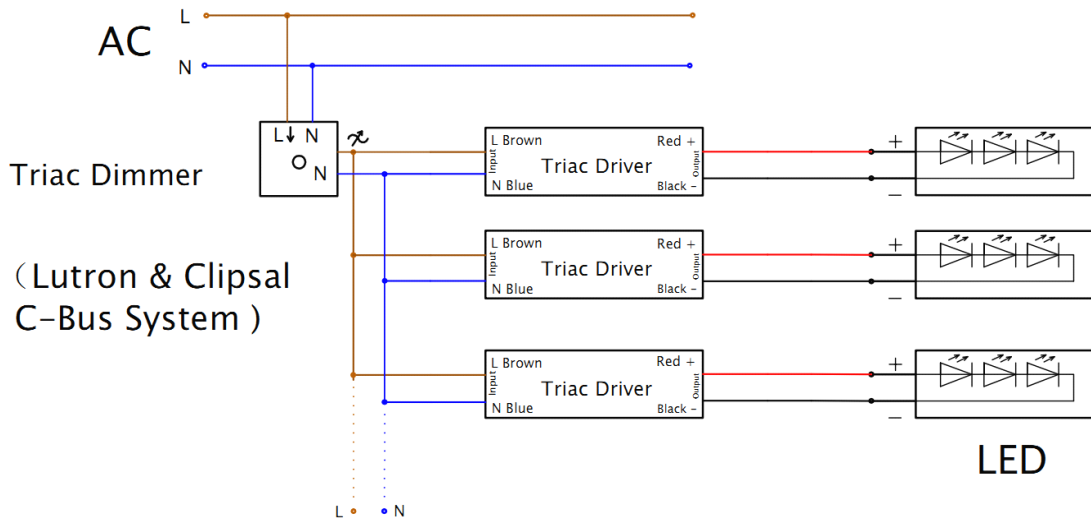 L
AC
N
L N
N
Triac Dimmer
(Lutron & Clipsal
C-Bus System )
L Brown
Input
N Blue
Triac Driver
Red +
Output
Black -
+
-
L Brown
Input
N Blue
Triac Driver
Red +
Output
Black -
+
-
L Brown
Input
N Blue
Triac Driver
Red +
Output
Black -
+
-
LED
L N